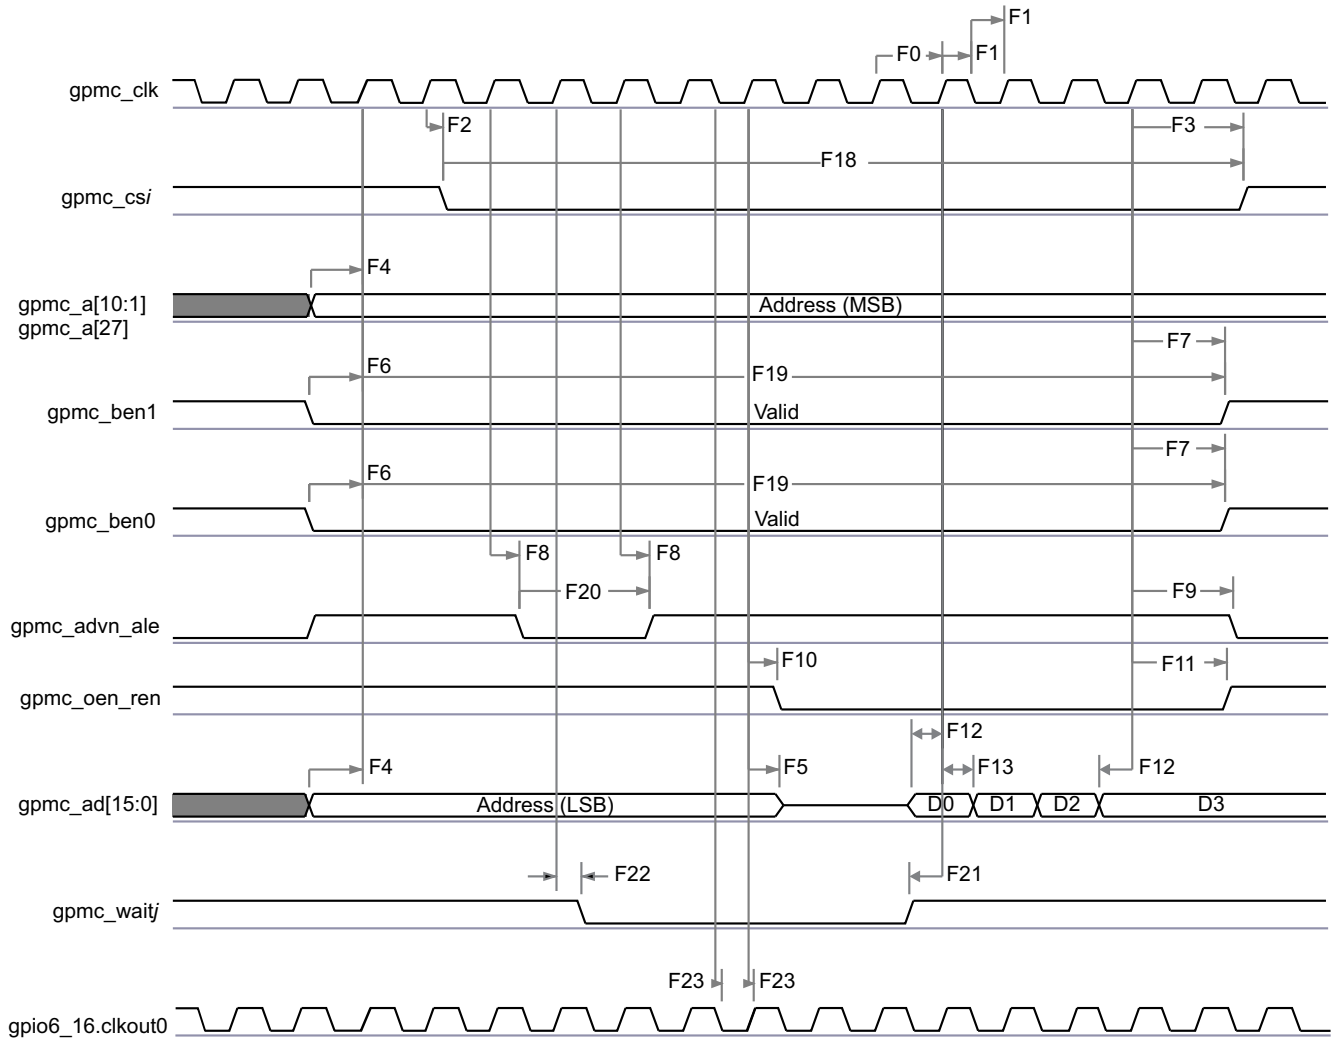 F1
F0
F1
gpmc_clk
F2
F3
F18
gpmc_csi
F4
gpmc_a[10:1]
Address (MSB)
gpmc_a[27]
F7
F6
F19
gpmc_ben1
Valid
F7
F6
F19
gpmc_ben0
Valid
F8
F8
F20
F9
gpmc_advn_ale
F10
F11
gpmc_oen_ren
F12
F4
F5
F13
F12
gpmc_ad[15:0]
Address (LSB)
D0
D1
D2
D3
F22
F21
gpmc_waitj
F23
F23
gpio6_16.clkout0